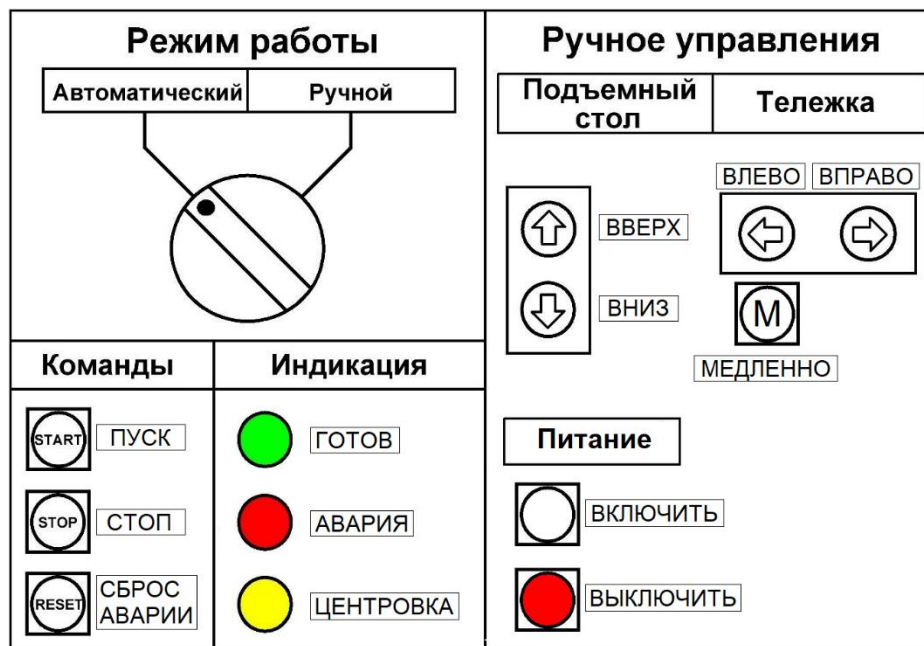 Режим работы
Автоматический
Ручной
Команды
START
ПУСК
STOP
СТОП
RESET
СБРОС
АВАРИИ
Индикация
ГОТОВ
АВАРИЯ
ЦЕНТРОВКА
Ручное управления
Подъемный
стол
Тележка
ВВЕРХ
ВНИЗ
ВЛЕВО
ВПРАВО
М
МЕДЛЕННО
Питание
ВКЛЮЧИТЬ
ВЫКЛЮЧИТЬ